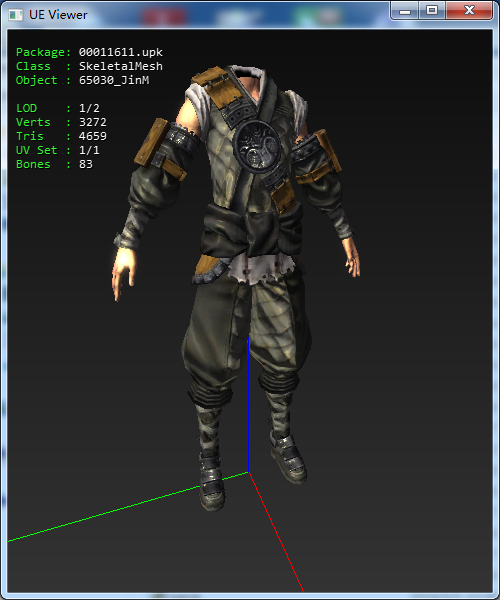 UE Viewer
Package: 00011611.upk
Class : SkeletalMesh
Object : 65030_JinM
LOD : 1/2
Verts : 3272
Tris : 4659
UV Set : 1/1
Bones : 83